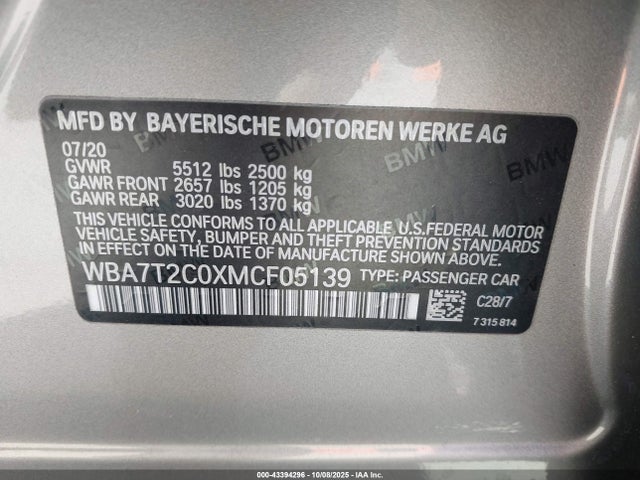 MFD BY BAYERISCHE MOTOREN WERKE AG
07/20
GVWR 5512 lbs 2500 kg
GAWR FRONT 2657 lbs 1205 kg
GAWR REAR 3020 lbs 1370 kg
THIS VEHICLE CONFORMS TO ALL APPLICABLE U.S.FEDERAL MOTOR
VEHICLE SAFETY, BUMPER AND THEFT PREVENTION STANDARDS
IN EFFECT ON THE DATE OF MANUFACTURE SHOWN ABOVE.
WBA7T2C0XMCF05139 TYPE: PASSENGER CAR
C28/7
7 315 814
000-43394296 - 10/08/2025 - IAA Inc.